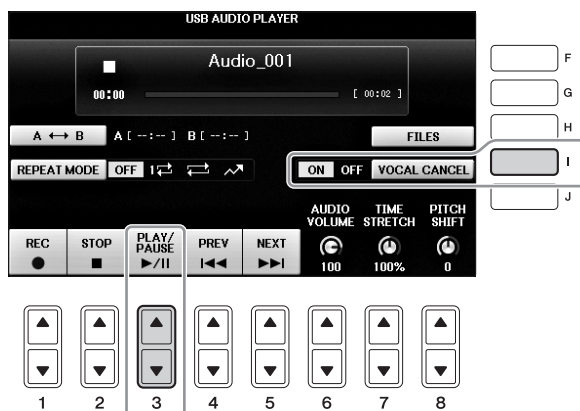 USB AUDIO PLAYER
Audio_001
00:00 [ 00:02 ]
A ↔ B A [ --:-- ] B [ --:-- ] FILES
REPEAT MODE OFF 1 ON OFF VOCAL CANCEL
AUDIO VOLUME TIME STRETCH PITCH SHIFT
REC STOP PLAY/PAUSE PREV NEXT
100 100% 0
F
G
H
I
J
1 2 3 4 5 6 7 8